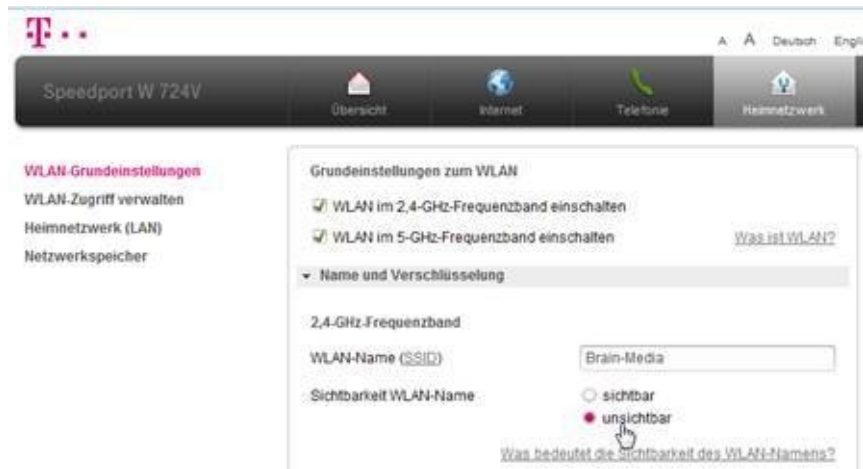 T
A A Deutsch Engli
Speedport W 724V
Übersicht
Internet
Telefonie
Heimnetzwerk
WLAN-Grundeinstellungen
WLAN-Zugriff verwalten
Heimnetzwerk (LAN)
Netzwerkspeicher
Grundeinstellungen zum WLAN
WLAN im 2,4-GHz-Frequenzband einschalten
WLAN im 5-GHz-Frequenzband einschalten
Was ist WLAN?
Name und Verschlüsselung
2,4-GHz-Frequenzband
WLAN-Name (SSID)
Brain-Media
Sichtbarkeit WLAN-Name
sichtbar
unsichtbar
Was bedeutet die Sichtbarkeit des WLAN-Namens?